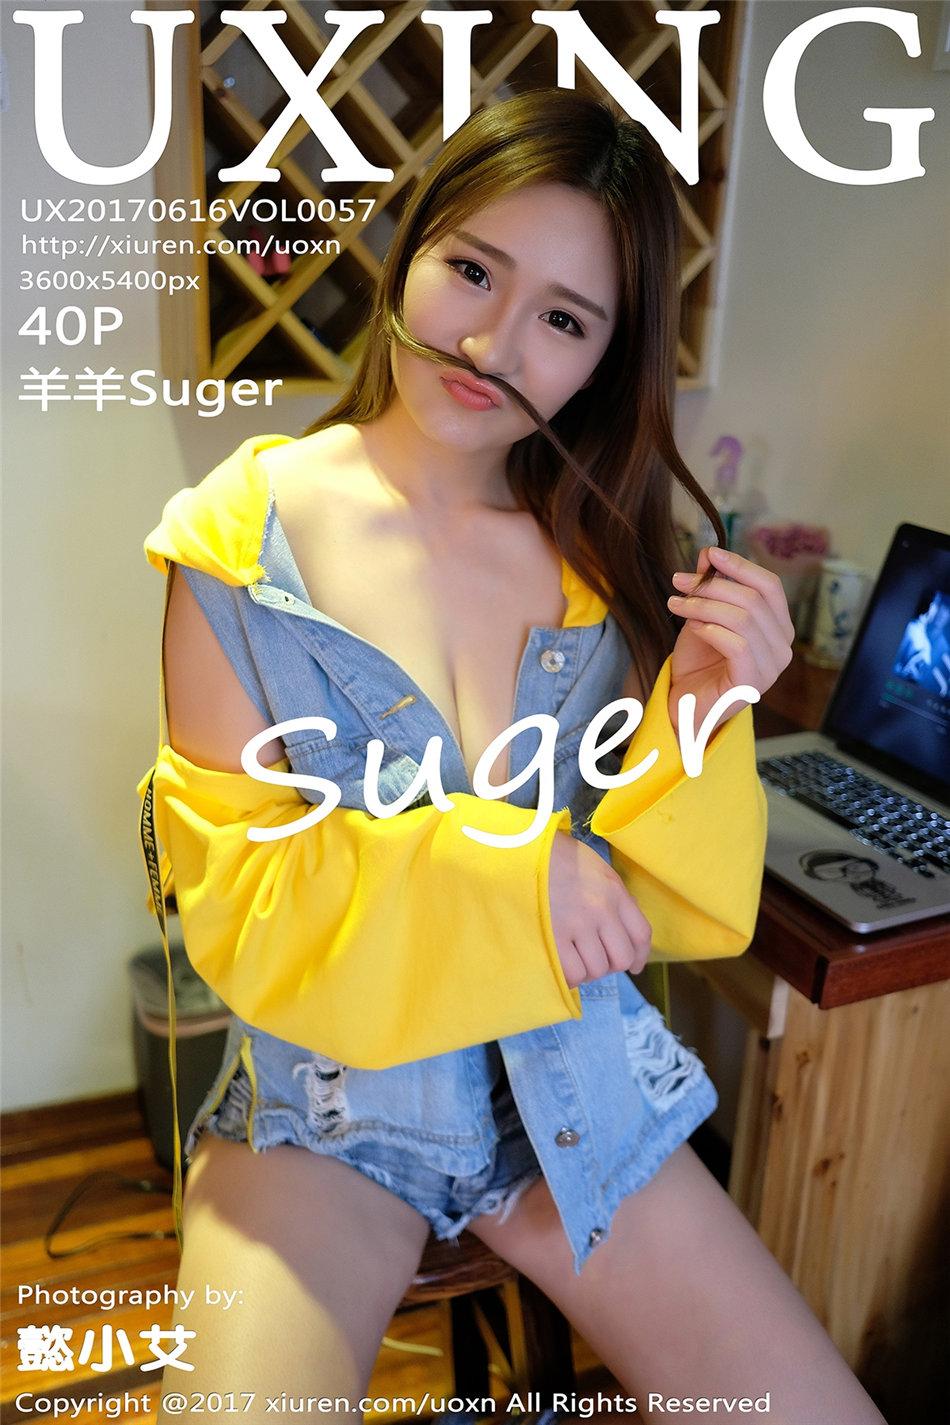 UXING
UX20170616VOL0057
http://xiuren.com/uoxn
3600x5400px
40P
羊羊Suger
Suger
HOMME+FEMME
Photography by:
懿小艾
Copyright @2017 xiuren.com/uoxn All Rights Reserved